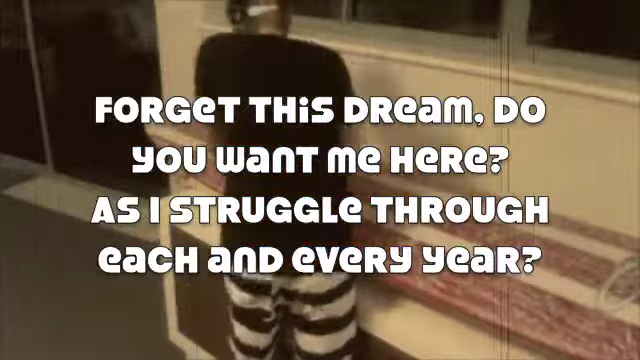 FORGET THIS DREAM, DO
YOU WANT ME HERE?
AS I STRUGGLE THROUGH
EACH AND EVERY YEAR?